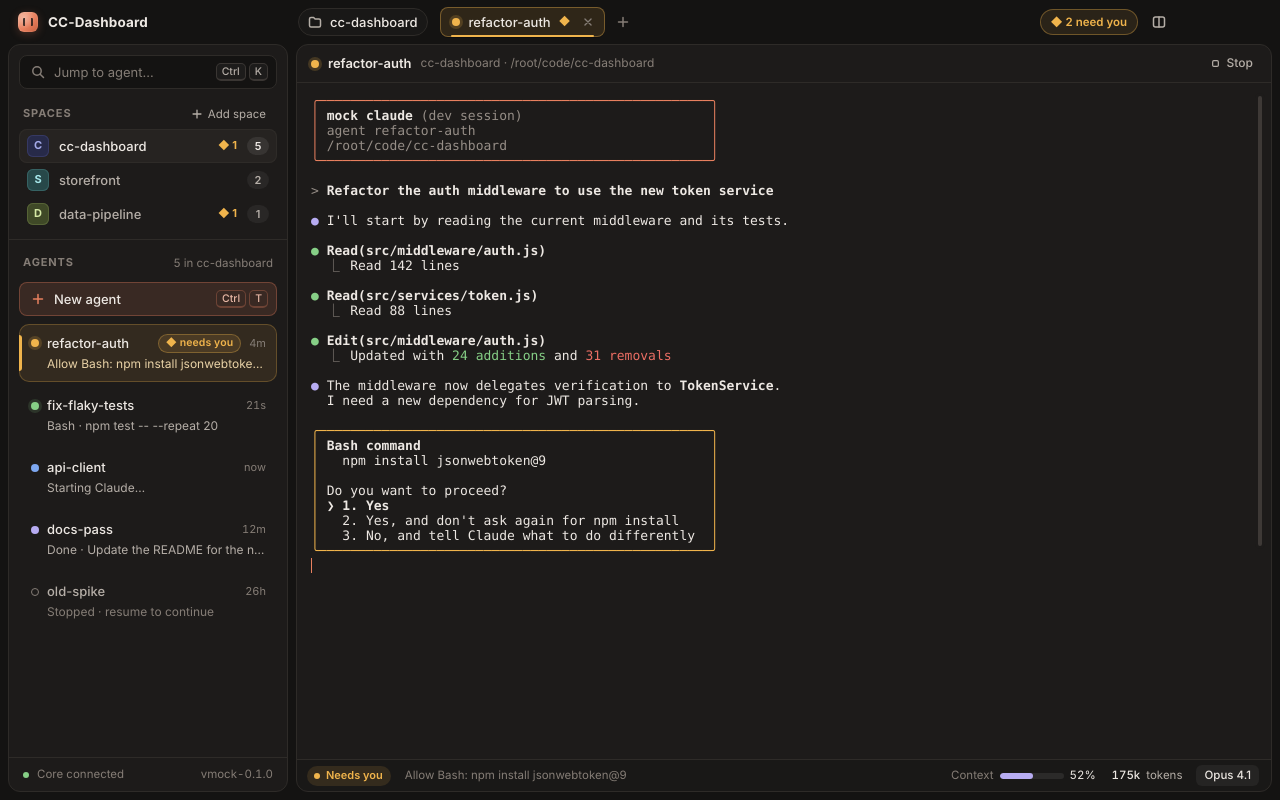 CC-Dashboard
cc-dashboard
refactor-auth
2 need you
Jump to agent...
Ctrl K
SPACES
Add space
C cc-dashboard 1 5
S storefront 2
D data-pipeline 1 1
AGENTS
5 in cc-dashboard
New agent
Ctrl T
refactor-auth needs you 4m
Allow Bash: npm install jsonwebtoke...
fix-flaky-tests 21s
Bash · npm test -- --repeat 20
api-client now
Starting Claude...
docs-pass 12m
Done · Update the README for the n...
old-spike 26h
Stopped · resume to continue
Core connected
vmock-0.1.0
refactor-auth cc-dashboard · /root/code/cc-dashboard
Stop
mock claude (dev session)
agent refactor-auth
/root/code/cc-dashboard
> Refactor the auth middleware to use the new token service
● I'll start by reading the current middleware and its tests.
● Read(src/middleware/auth.js)
⎿ Read 142 lines
● Read(src/services/token.js)
⎿ Read 88 lines
● Edit(src/middleware/auth.js)
⎿ Updated with 24 additions and 31 removals
● The middleware now delegates verification to TokenService.
I need a new dependency for JWT parsing.
Bash command
npm install jsonwebtoken@9
Do you want to proceed?
❯ 1. Yes
2. Yes, and don't ask again for npm install
3. No, and tell Claude what to do differently
Needs you
Allow Bash: npm install jsonwebtoken@9
Context 52%
175k tokens
Opus 4.1